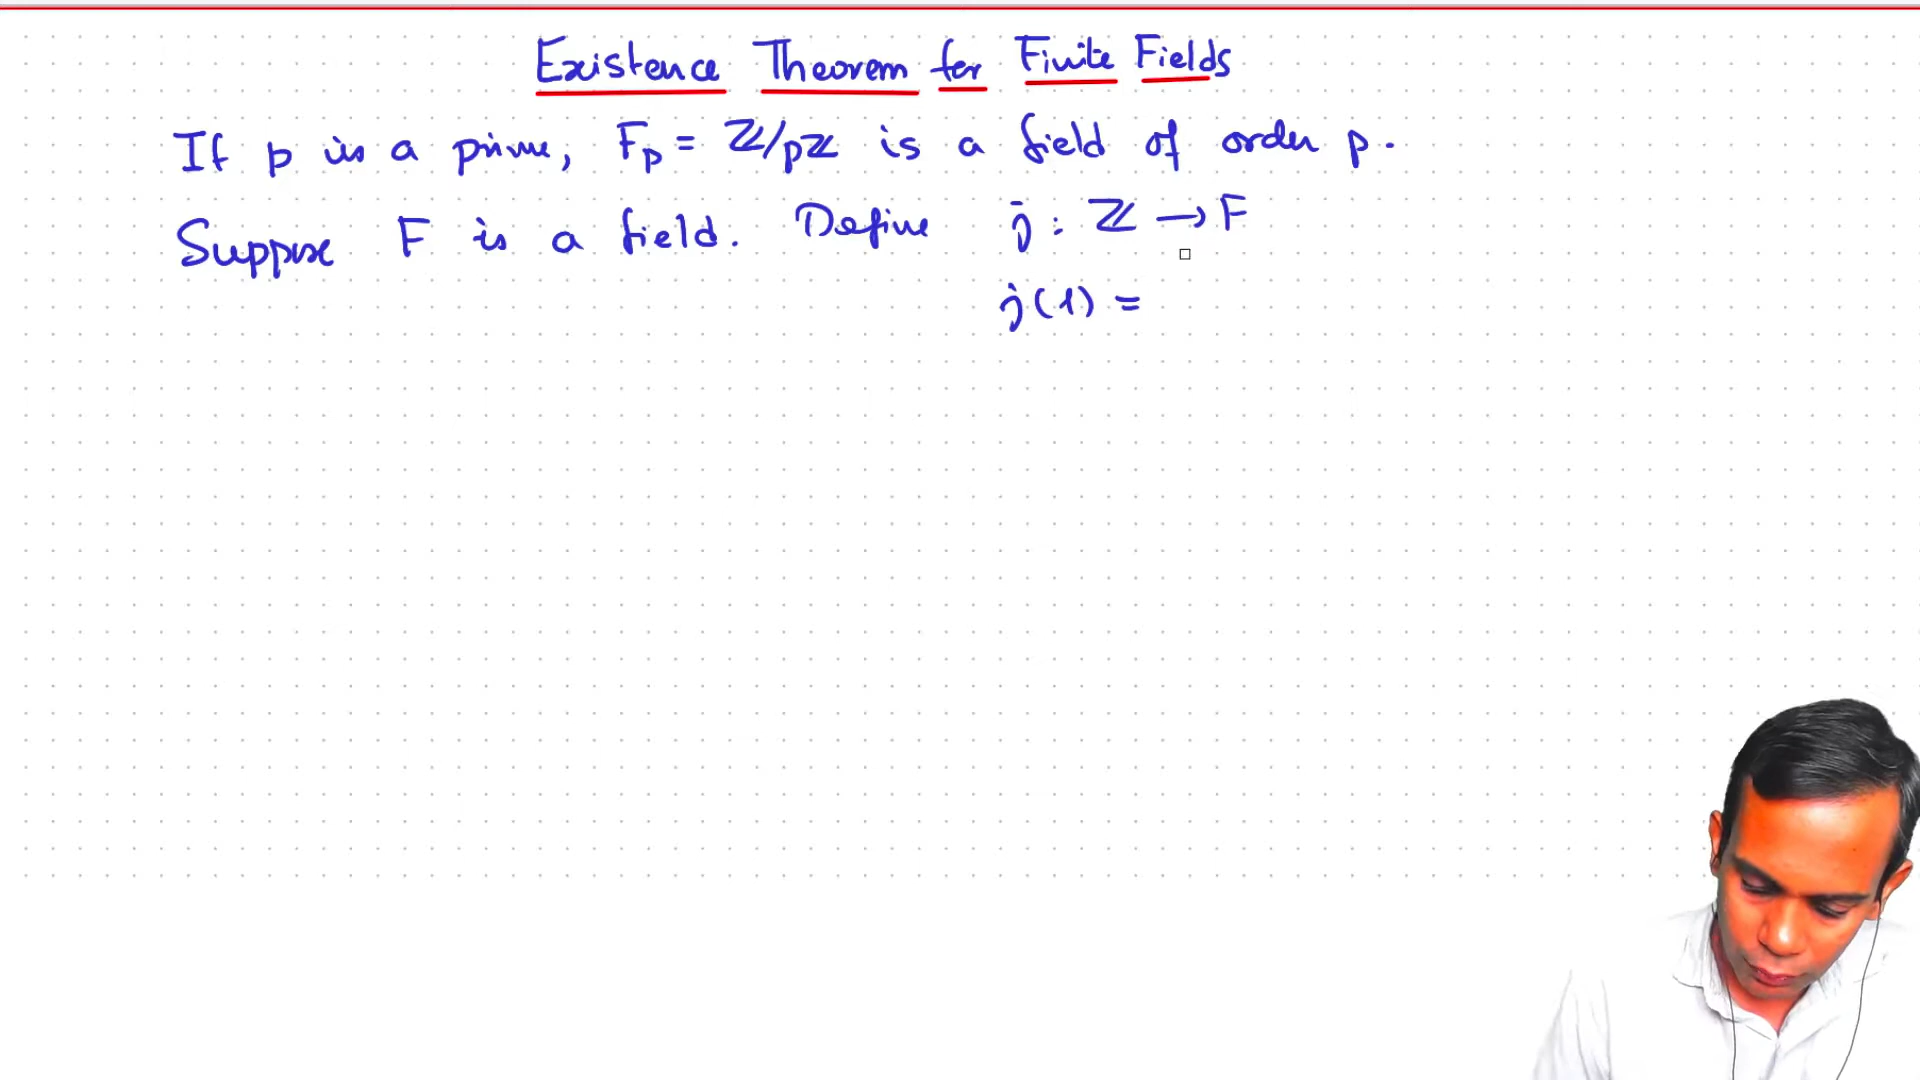 Existence Theorem for Finite Fields
If p is a prime, Fp = ℤ/pℤ is a field of order p.
Suppose F is a field. Define j : ℤ → F
j(1) =